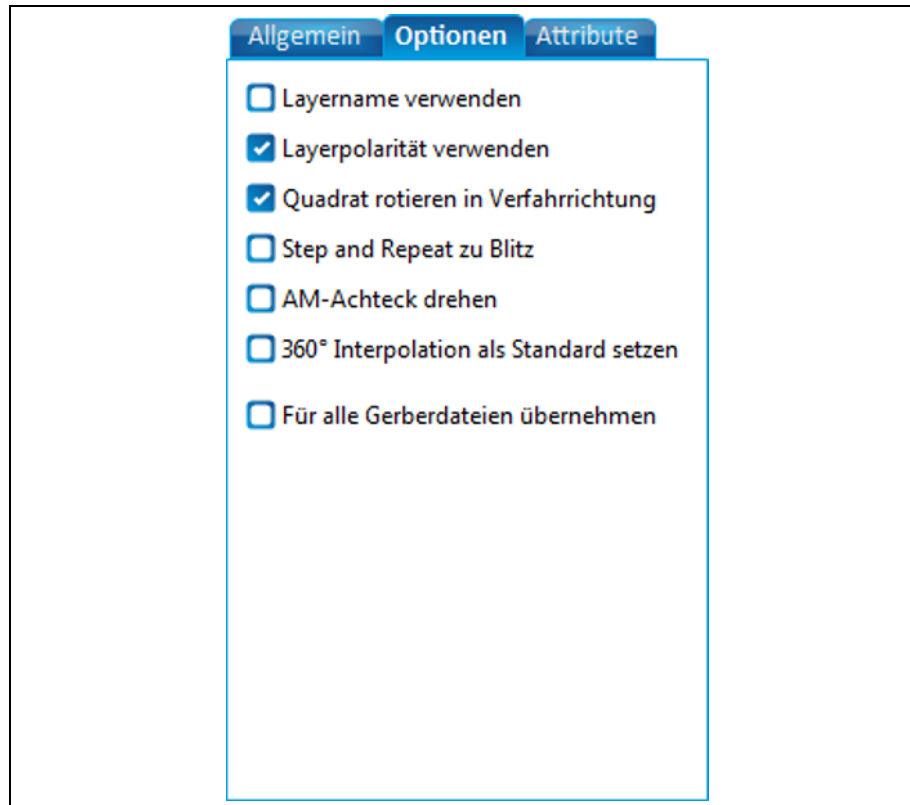 Allgemein Optionen Attribute
Layername verwenden
Layerpolarität verwenden
Quadrat rotieren in Verfahrrichtung
Step and Repeat zu Blitz
AM-Achteck drehen
360° Interpolation als Standard setzen
Für alle Gerberdateien übernehmen